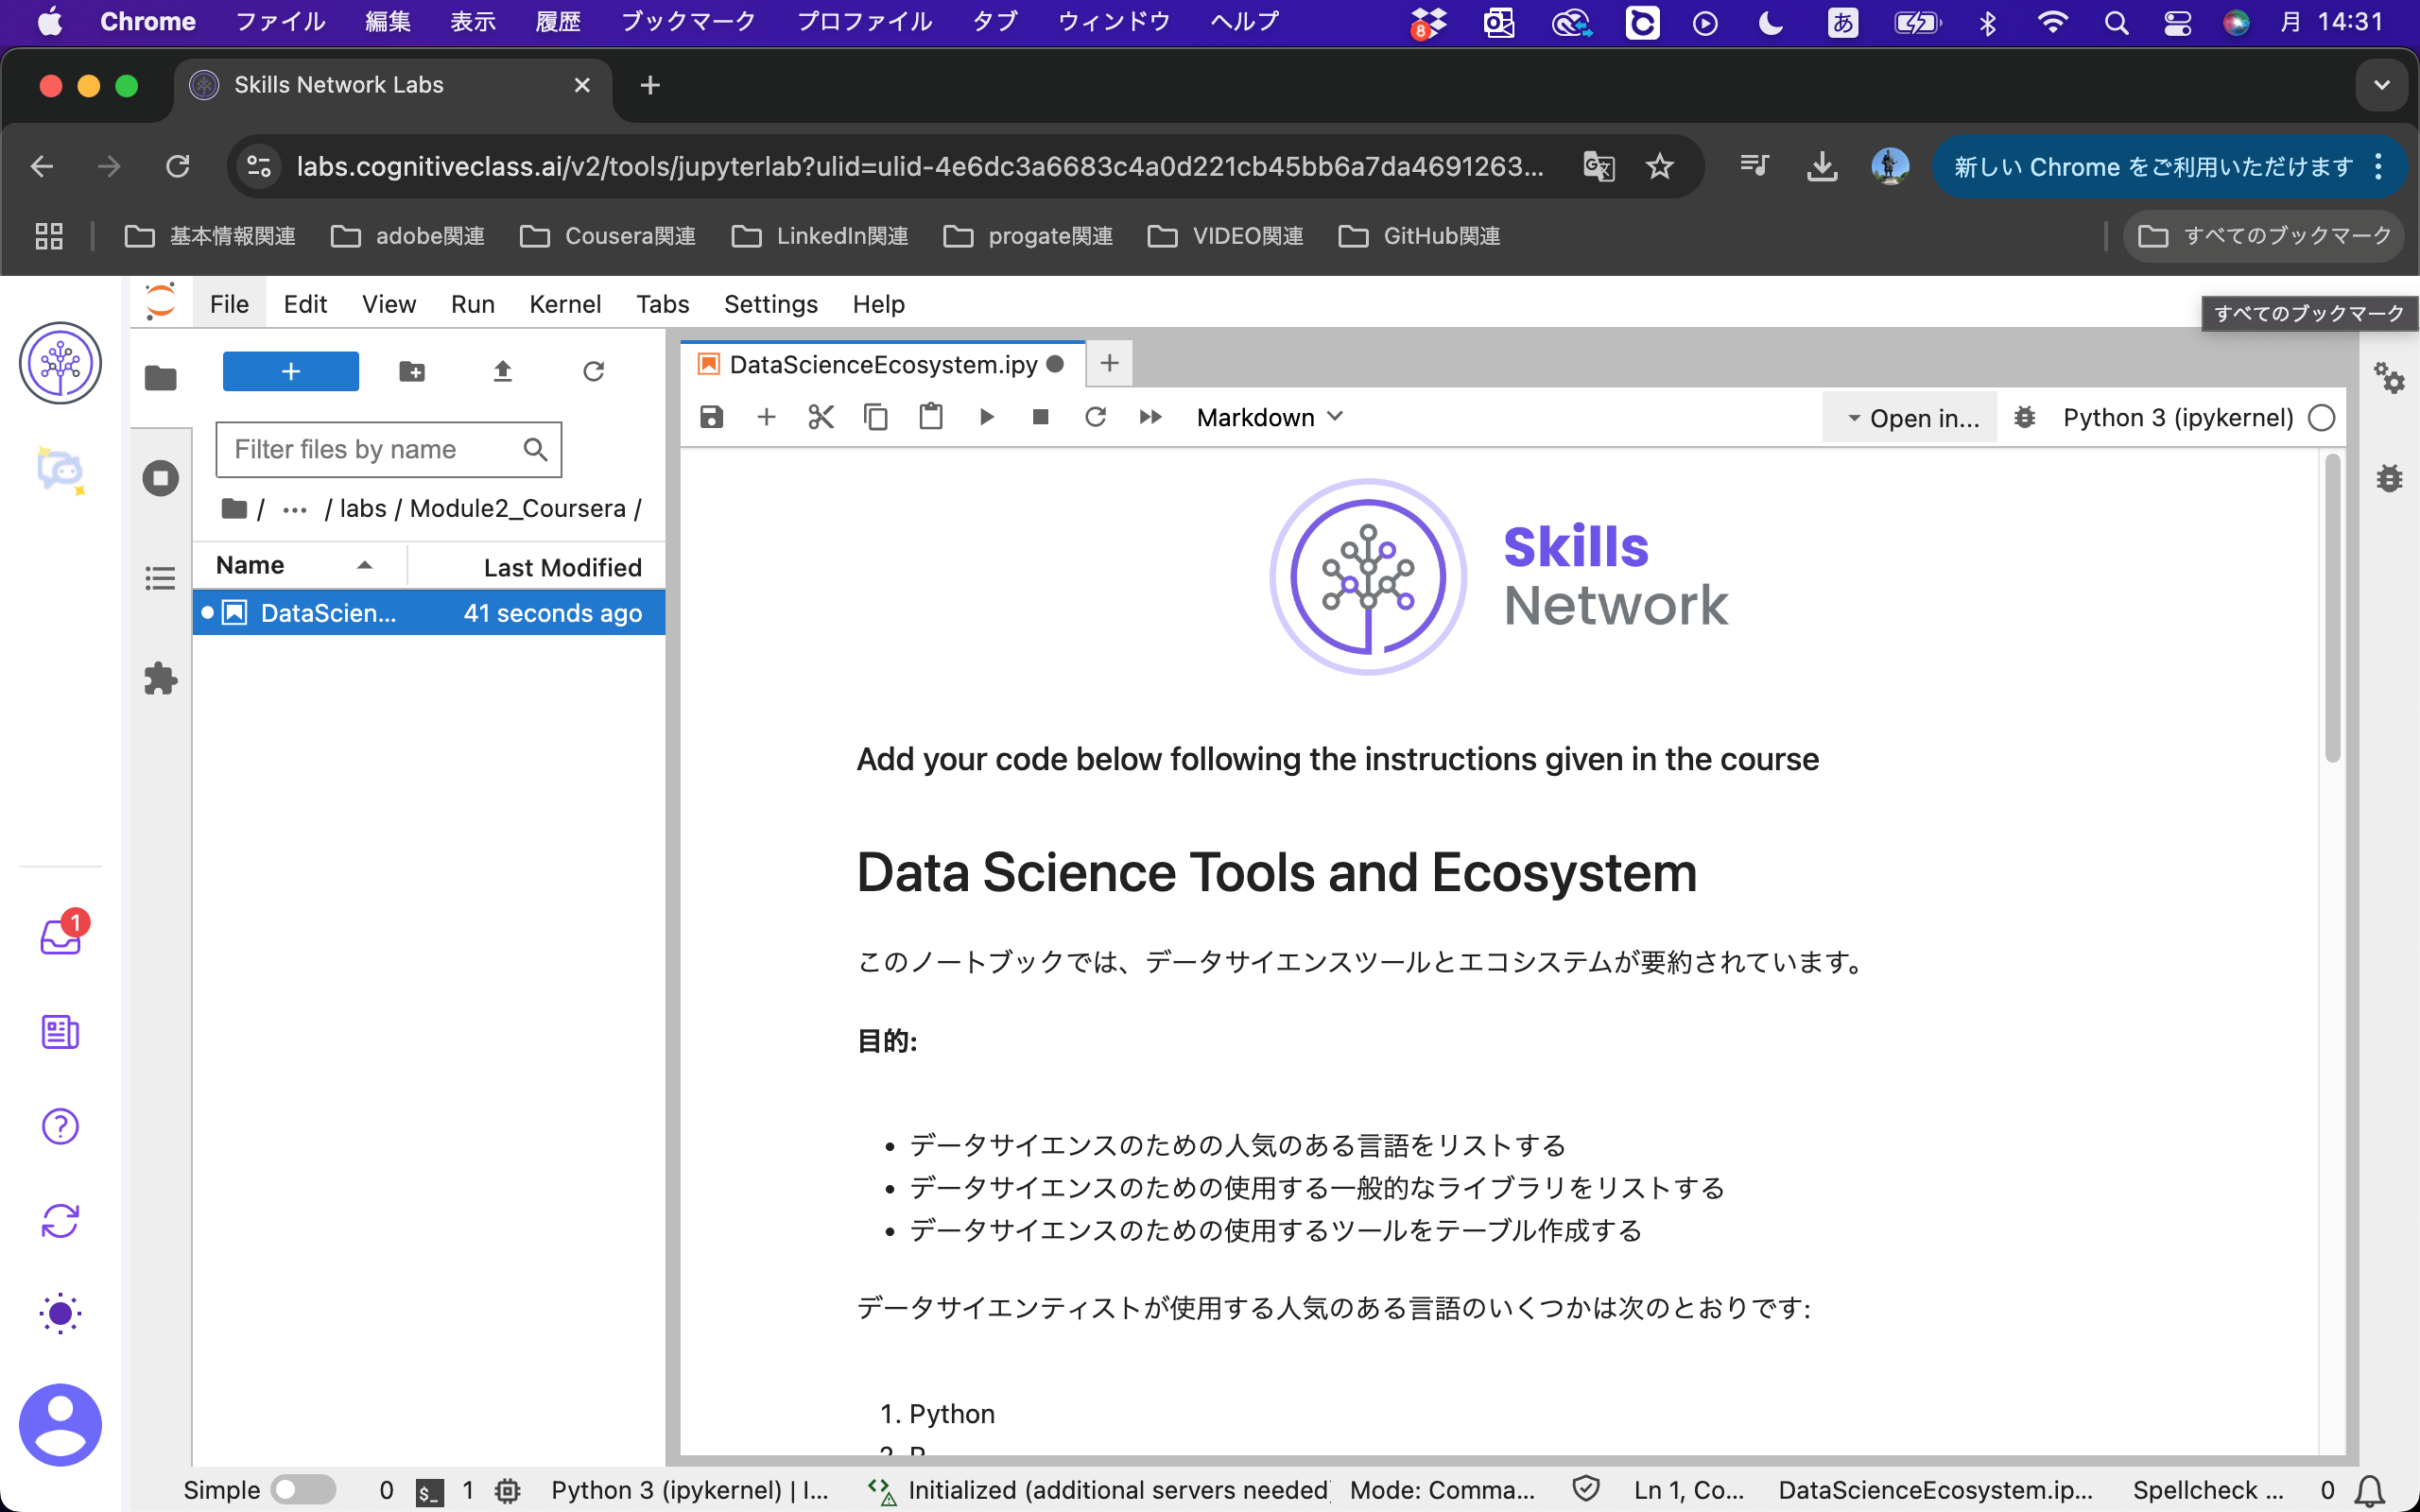 Chrome ファイル 編集 表示 履歴 ブックマーク プロファイル タブ ウィンドウ ヘルプ 8 あ 月 14:31
Skills Network Labs
labs.cognitiveclass.ai/v2/tools/jupyterlab?ulid=ulid-4e6dc3a6683c4a0d221cb45bb6a7da4691263... 新しい Chrome をご利用いただけます
基本情報関連 adobe関連 Cousera関連 LinkedIn関連 progate関連 VIDEO関連 GitHub関連 すべてのブックマーク
File Edit View Run Kernel Tabs Settings Help
すべてのブックマーク
DataScienceEcosystem.ipy
Markdown Open in... Python 3 (ipykernel)
Filter files by name
/ ··· / labs / Module2_Coursera /
Name Last Modified
DataScien... 41 seconds ago
Skills
Network
Add your code below following the instructions given in the course
Data Science Tools and Ecosystem
このノートブックでは、データサイエンスツールとエコシステムが要約されています。
目的:
• データサイエンスのための人気のある言語をリストする
• データサイエンスのための使用する一般的なライブラリをリストする
• データサイエンスのための使用するツールをテーブル作成する
データサイエンティストが使用する人気のある言語のいくつかは次のとおりです:
1. Python
2. R
1
Simple 0 $_ 1 Python 3 (ipykernel) | I... Initialized (additional servers needed) Mode: Comma... Ln 1, Co... DataScienceEcosystem.ip... Spellcheck ... 0